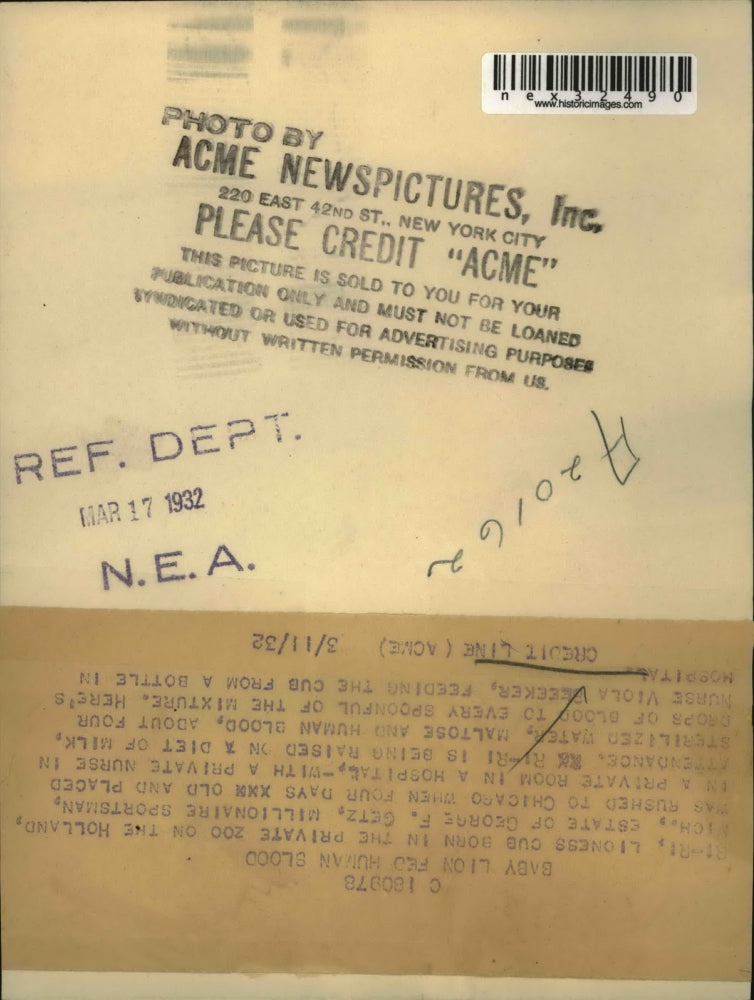 nex32490
www.historicimages.com
PHOTO BY
ACME NEWSPICTURES, Inc.
220 EAST 42ND ST., NEW YORK CITY
PLEASE CREDIT "ACME"
THIS PICTURE IS SOLD TO YOU FOR YOUR
PUBLICATION ONLY AND MUST NOT BE LOANED
SYNDICATED OR USED FOR ADVERTISING PURPOSES
WITHOUT WRITTEN PERMISSION FROM US.
REF. DEPT.
MAR 17 1932
N.E.A.
C 180978
BABY LION FED HUMAN BLOOD
RI-RI, LIONESS CUB BORN IN THE PRIVATE ZOO ON THE HOLLAND,
MICH., ESTATE OF GEORGE F. GETZ, MILLIONAIRE SPORTSMAN,
WAS RUSHED TO CHICAGO WHEN FOUR DAYS XXX OLD AND PLACED
IN A PRIVATE ROOM IN A HOSPITAL,-WITH A PRIVATE NURSE IN
ATTENDANCE. XX RI-RI IS BEING RAISED ON A DIET OF MILK,
STERILIZED WATER, MALTOSE AND HUMAN BLOOD, ABOUT FOUR
DROPS OF BLOOD TO EVERY SPOONFUL OF THE MIXTURE. HERE'S
NURSE VIOLA FEEDING THE CUB FROM A BOTTLE IN
HOSPITAL.
CREDIT LINE (ACME) 3/11/32